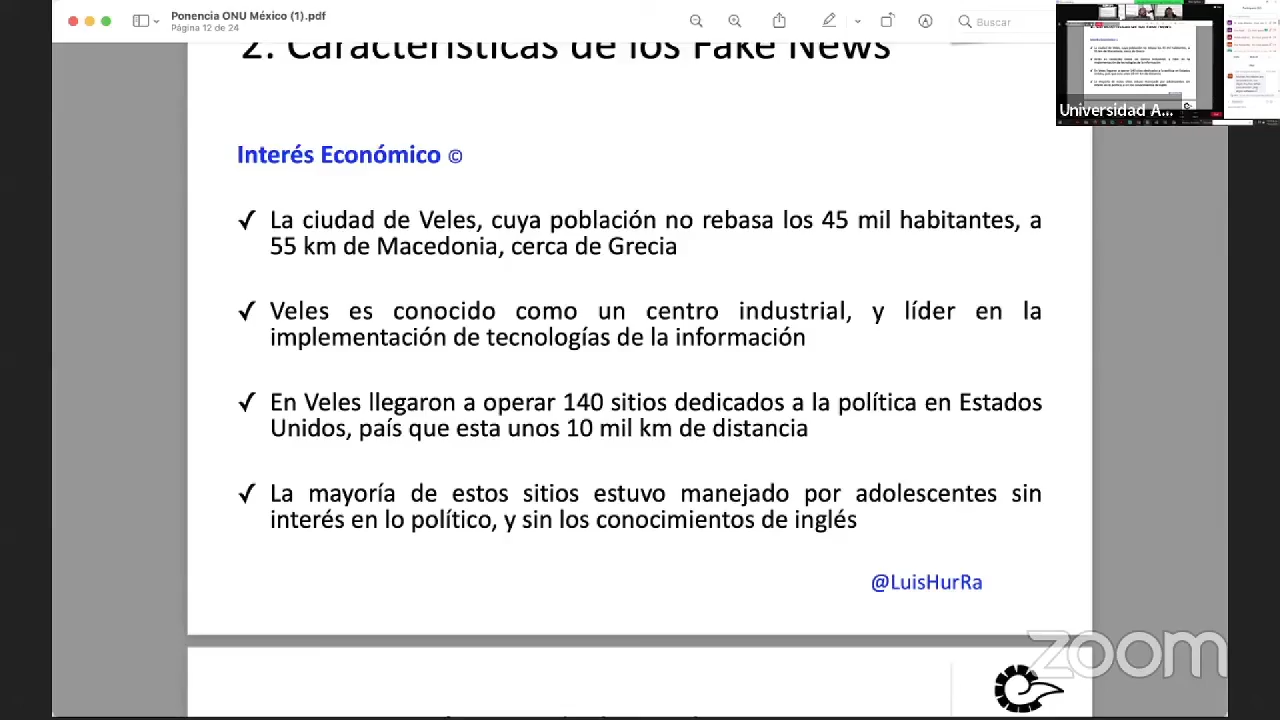 Ponencia ONU México (1).pdf
Página 12 de 24
Buscar
Universidad A...
2. Características de los Fake News
Interés Económico ©
✓ La ciudad de Veles, cuya población no rebasa los 45 mil habitantes, a
55 km de Macedonia, cerca de Grecia
✓ Veles es conocido como un centro industrial, y líder en la
implementación de tecnologías de la información
✓ En Veles llegaron a operar 140 sitios dedicados a la política en Estados
Unidos, país que esta unos 10 mil km de distancia
✓ La mayoría de estos sitios estuvo manejado por adolescentes sin
interés en lo político, y sin los conocimientos de inglés
@LuisHurRa
zoom